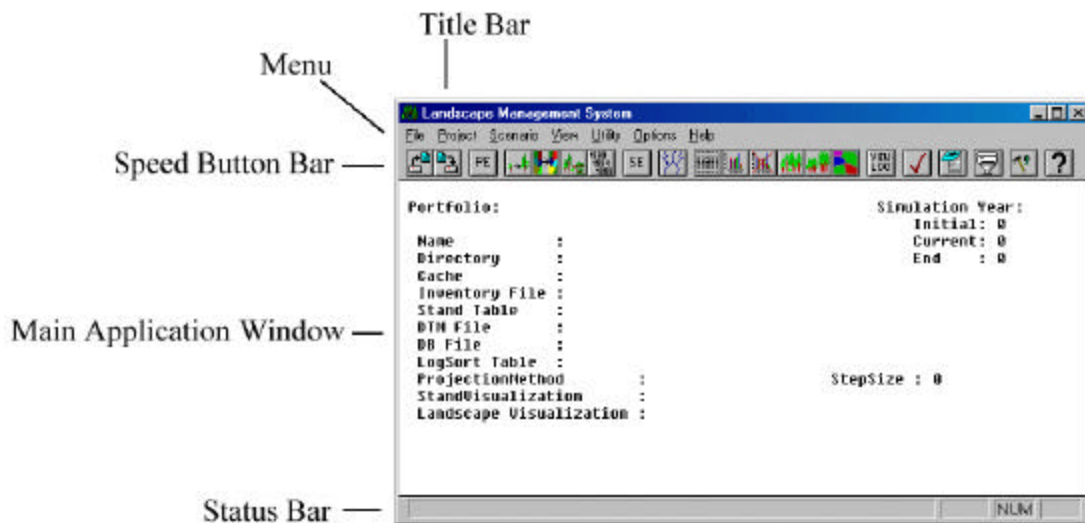 Title Bar
Menu
Landscape Management System
File Project Scenario View Utility Options Help
Speed Button Bar
PE SE VIEW LOG ?
Portfolio: Simulation Year:
Initial: 0
Name : Current: 0
Directory : End : 0
Cache :
Inventory File :
Stand Table :
Main Application Window
DTM File :
DB File :
LogSort Table :
ProjectionMethod : StepSize : 0
StandVisualization :
Landscape Visualization :
Status Bar
NUM